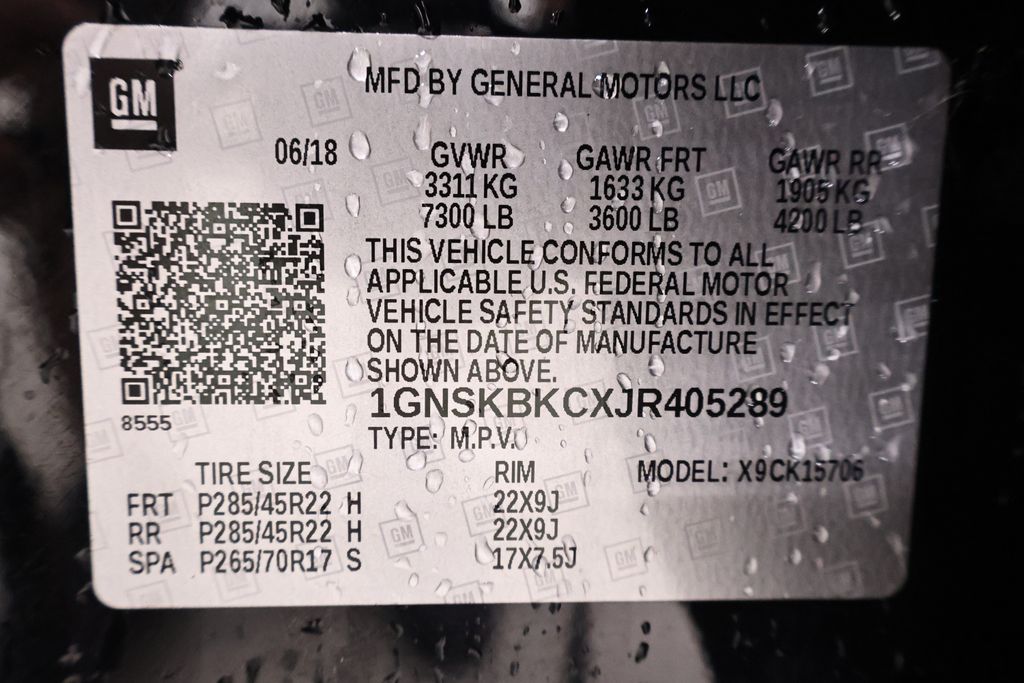 GM
MFD BY GENERAL MOTORS LLC
06/18 GVWR GAWR FRT GAWR RR
3311 KG 1633 KG 1905 KG
7300 LB 3600 LB 4200 LB
THIS VEHICLE CONFORMS TO ALL
APPLICABLE U.S. FEDERAL MOTOR
VEHICLE SAFETY STANDARDS IN EFFECT
ON THE DATE OF MANUFACTURE
SHOWN ABOVE.
1GNSKBKCXJR405289
8555
TYPE: M.P.V.
TIRE SIZE RIM MODEL: X9CK15706
FRT P285/45R22 H 22X9J
RR P285/45R22 H 22X9J
SPA P265/70R17 S 17X7.5J